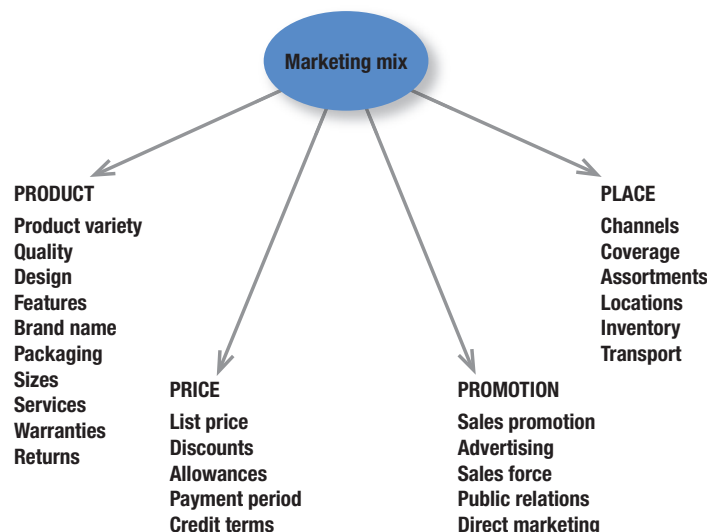 Marketing mix
PRODUCT
Product variety
Quality
Design
Features
Brand name
Packaging
Sizes
Services
Warranties
Returns
PRICE
List price
Discounts
Allowances
Payment period
Credit terms
PROMOTION
Sales promotion
Advertising
Sales force
Public relations
Direct marketing
PLACE
Channels
Coverage
Assortments
Locations
Inventory
Transport